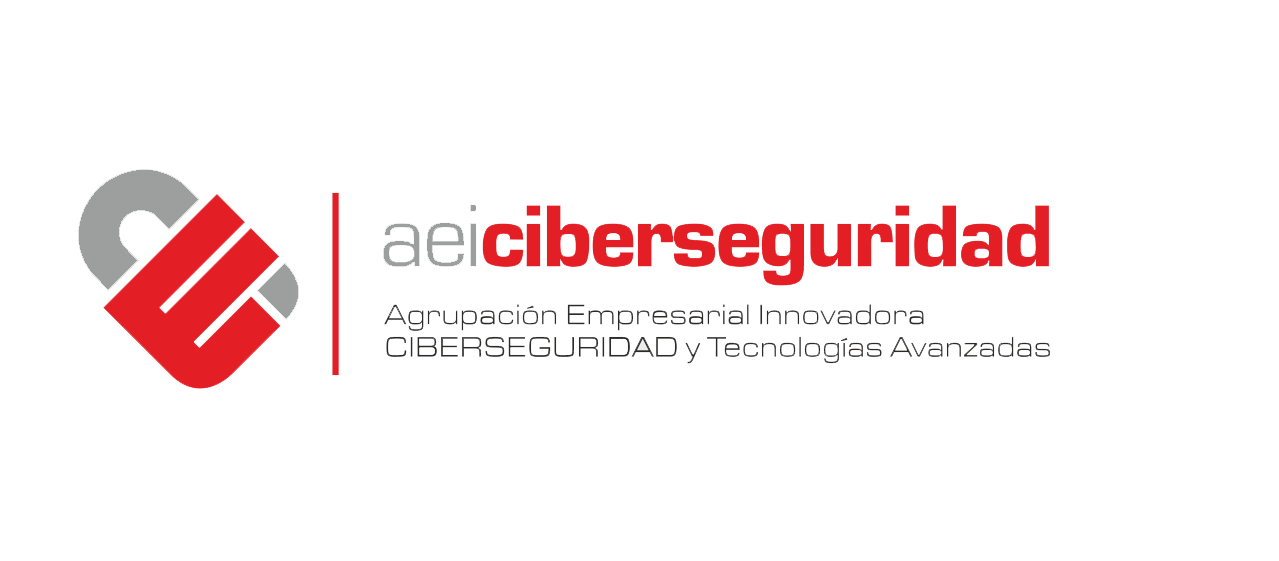 aeiciberseguridad
Agrupación Empresarial Innovadora
CIBERSEGURIDAD y Tecnologías Avanzadas